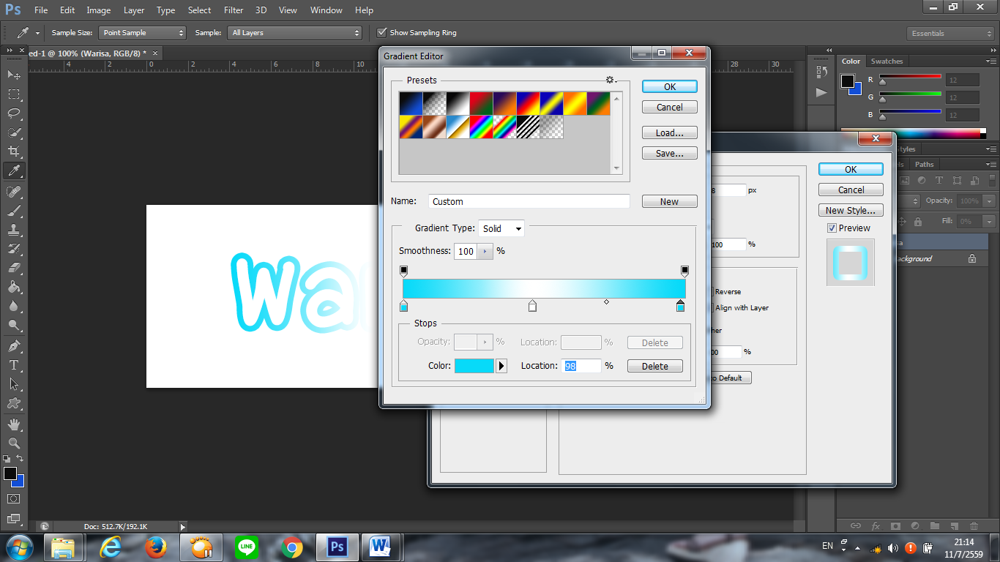 Ps File Edit Image Layer Type Select Filter 3D View Window Help
Sample Size: Point Sample Sample: All Layers Show Sampling Ring Essentials
ed-1 @ 100% (Warisa, RGB/8) * ×
4 2 0 2 4 6 8 10 28 30
Gradient Editor
Presets
OK
Cancel
Load...
Save...
Name: Custom New
Gradient Type: Solid
Smoothness: 100 %
Stops
Opacity: % Location: % Delete
Color: Location: 98 % Delete
Color Swatches
R 12
G 12
B 12
Styles
Paths
Opacity: 100%
Fill: 0%
ackground
OK
Cancel
New Style...
Preview
px
100 %
Reverse
Align with Layer
%
to Default
Wa
Doc: 512.7K/192.1K
LINE
Ps
W
EN
21:14
11/7/2559